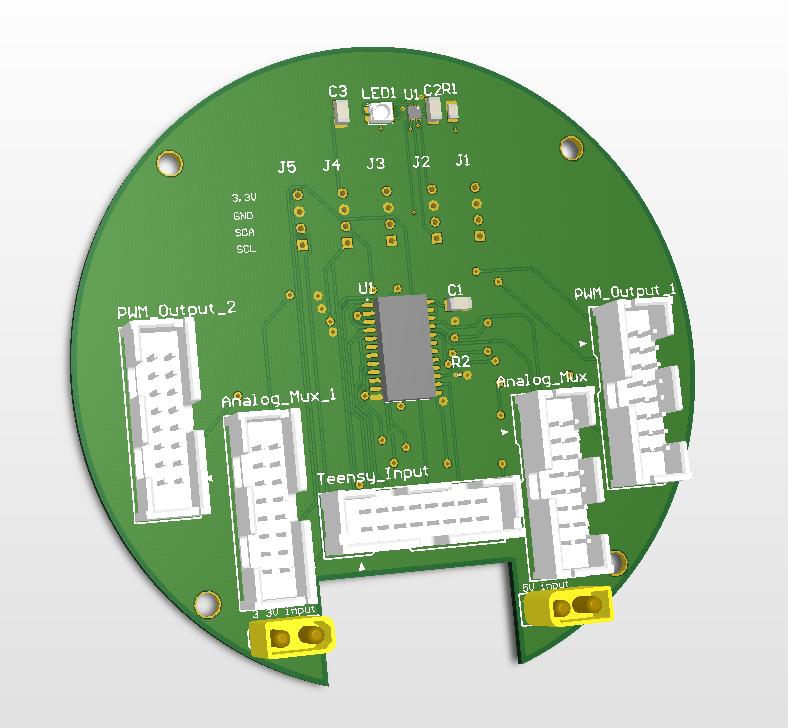 C3 LED1 U1 C2 R1
J5 J4 J3 J2 J1
3.3V
GND
SCA
SCL
U1 C1
PWM_Output_1
PWM_Output_2
R2
Analog_Mux
Analog_Mux_1
Teensy_Input
5V input
3 3V input